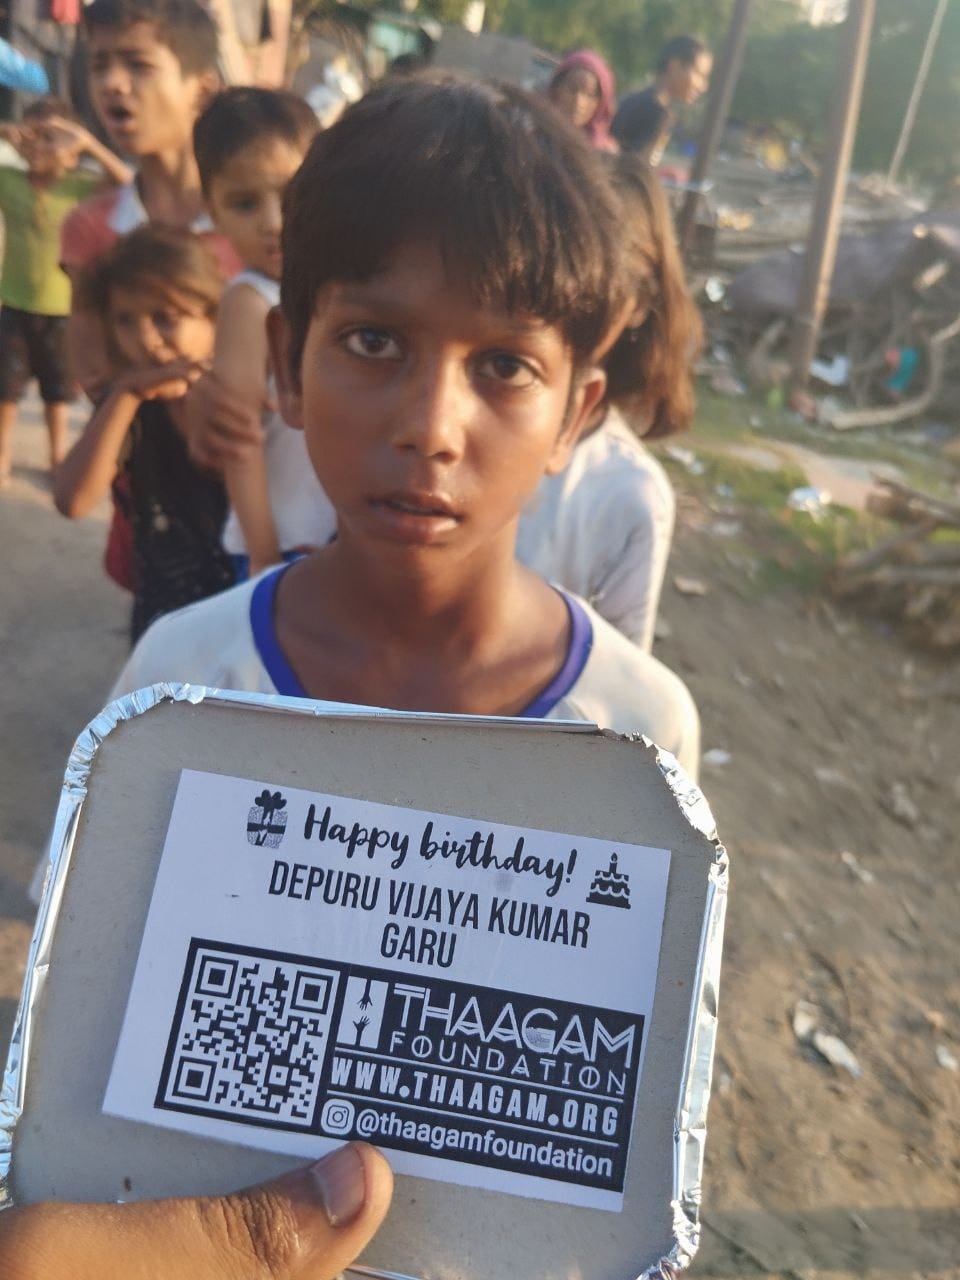 Happy birthday!
DEPURU VIJAYA KUMAR
GARU
THAAGAM
FOUNDATION
WWW.THAAGAM.ORG
@thaagamfoundation